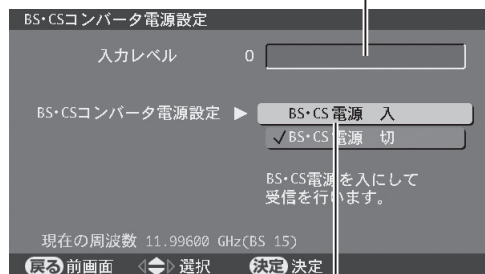 BS・CSコンバータ電源設定
入力レベル 0
BS・CSコンバータ電源設定 ▶ BS・CS電源 入
✓BS・CS電源 切
BS・CS電源を入にして
受信を行います。
現在の周波数 11.99600 GHz(BS 15)
戻る 前画面 選択 決定 決定